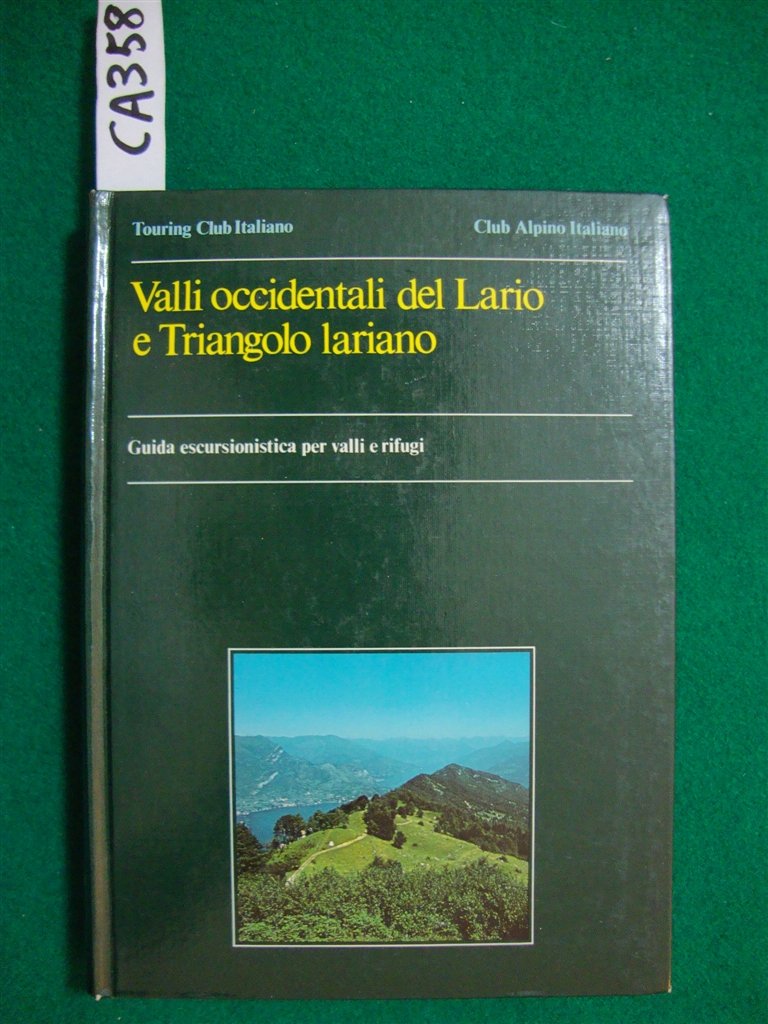 CA358
Touring Club Italiano
Club Alpino Italiano
Valli occidentali del Lario
e Triangolo lariano
Guida escursionistica per valli e rifugi